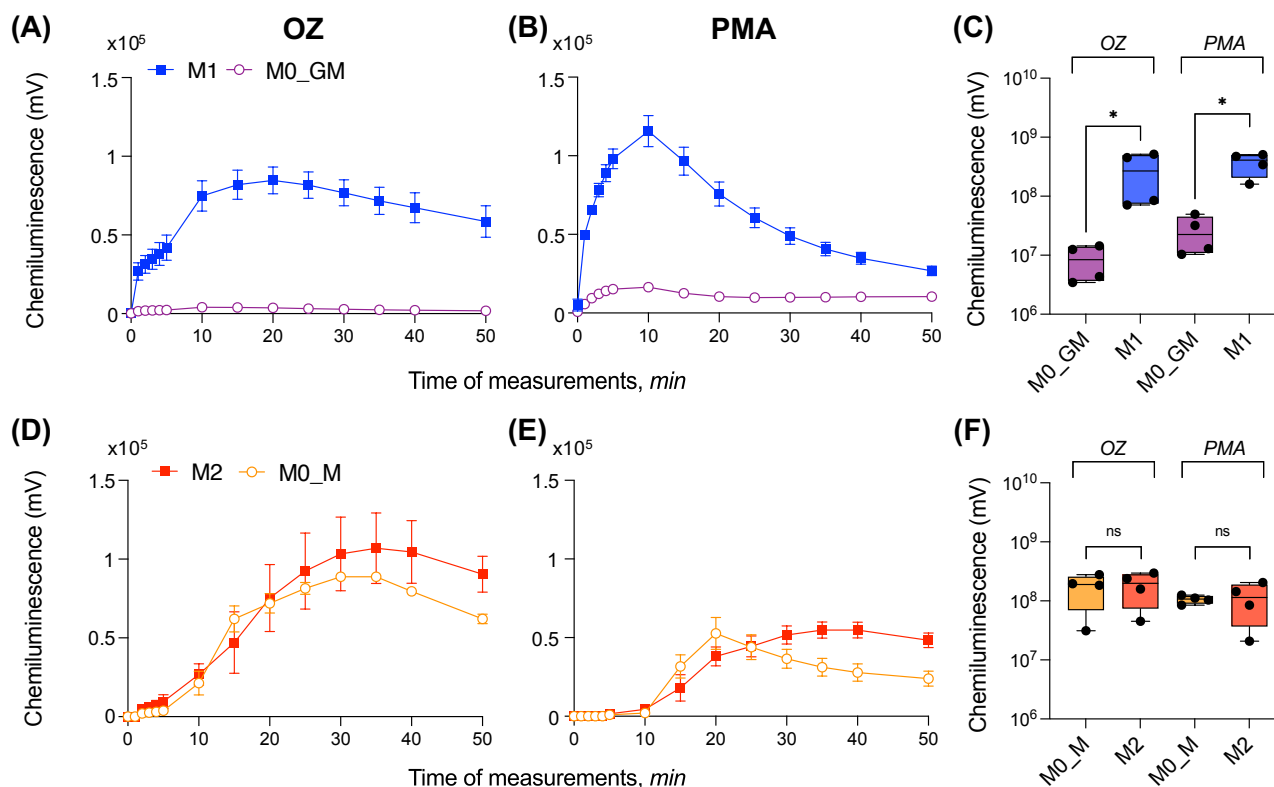 (A) OZ (B) PMA (C)
x10⁵ x10⁵ OZ PMA
M1 M0_GM
Chemiluminescence (mV)
1.5
1
0.5
0
0 10 20 30 40 50
1.5
1
0.5
0
0 10 20 30 40 50
Time of measurements, min
Chemiluminescence (mV)
10¹⁰
10⁹
10⁸
10⁷
10⁶
* *
M0_GM M1 M0_GM M1
(D) (E) (F)
x10⁵ x10⁵ OZ PMA
M2 M0_M
Chemiluminescence (mV)
1.5
1
0.5
0
0 10 20 30 40 50
1.5
1
0.5
0
0 10 20 30 40 50
Time of measurements, min
Chemiluminescence (mV)
10¹⁰
10⁹
10⁸
10⁷
10⁶
ns ns
M0_M M2 M0_M M2